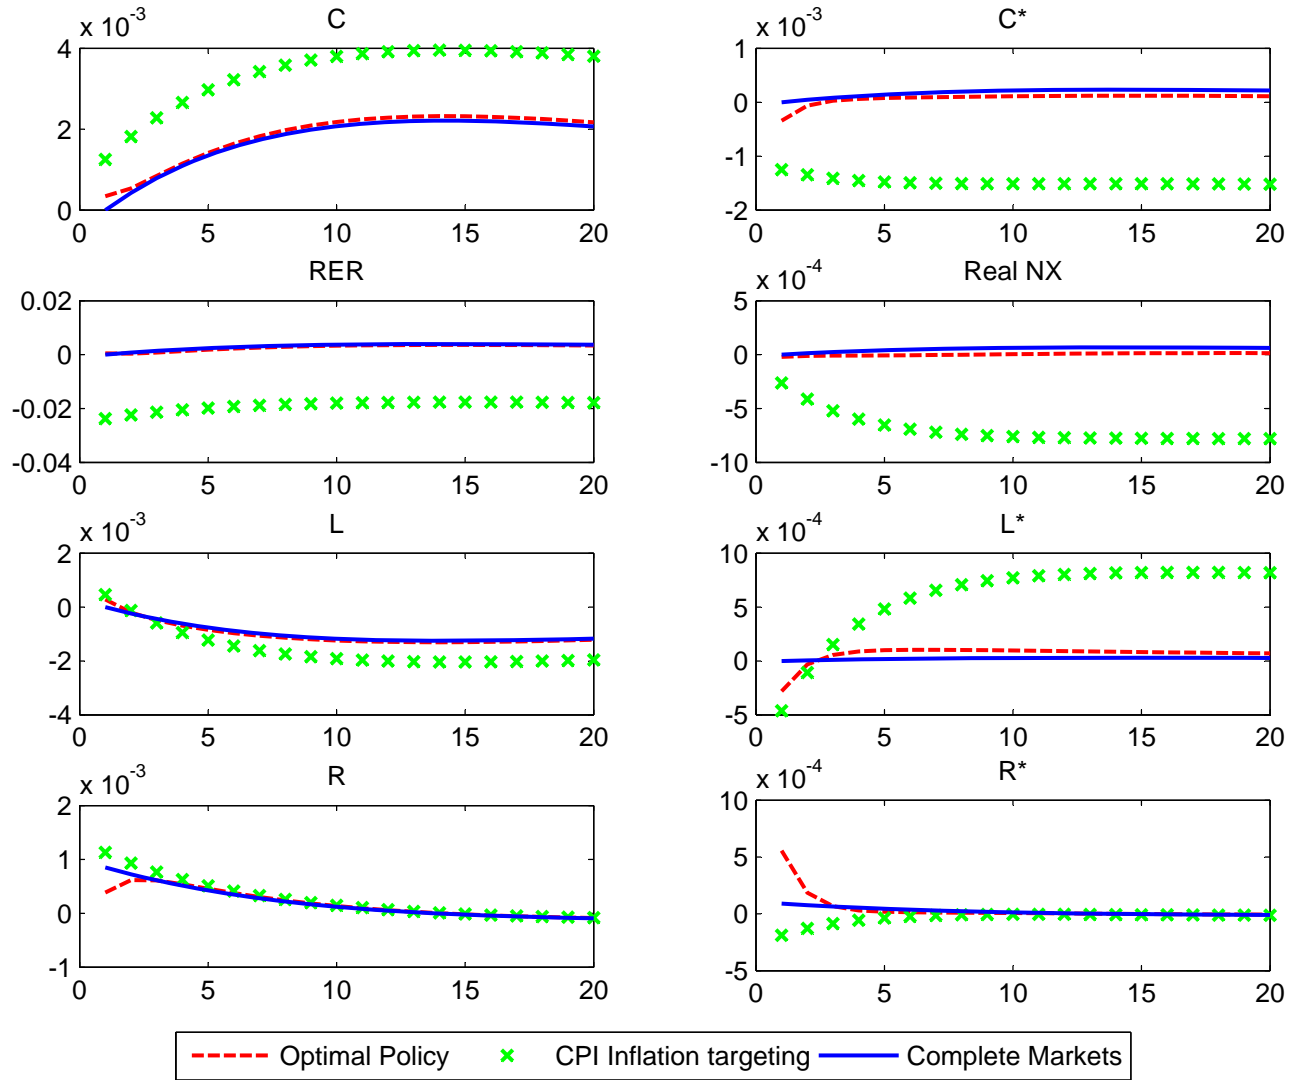 C
x 10^-3
4
2
0
0 5 10 15 20
C*
x 10^-3
1
0
-1
-2
0 5 10 15 20
RER
0.02
0
-0.02
-0.04
0 5 10 15 20
Real NX
x 10^-4
5
0
-5
-10
0 5 10 15 20
L
x 10^-3
2
0
-2
-4
0 5 10 15 20
L*
x 10^-4
10
5
0
-5
0 5 10 15 20
R
x 10^-3
2
1
0
-1
0 5 10 15 20
R*
x 10^-4
10
5
0
-5
0 5 10 15 20
Optimal Policy CPI Inflation targeting Complete Markets